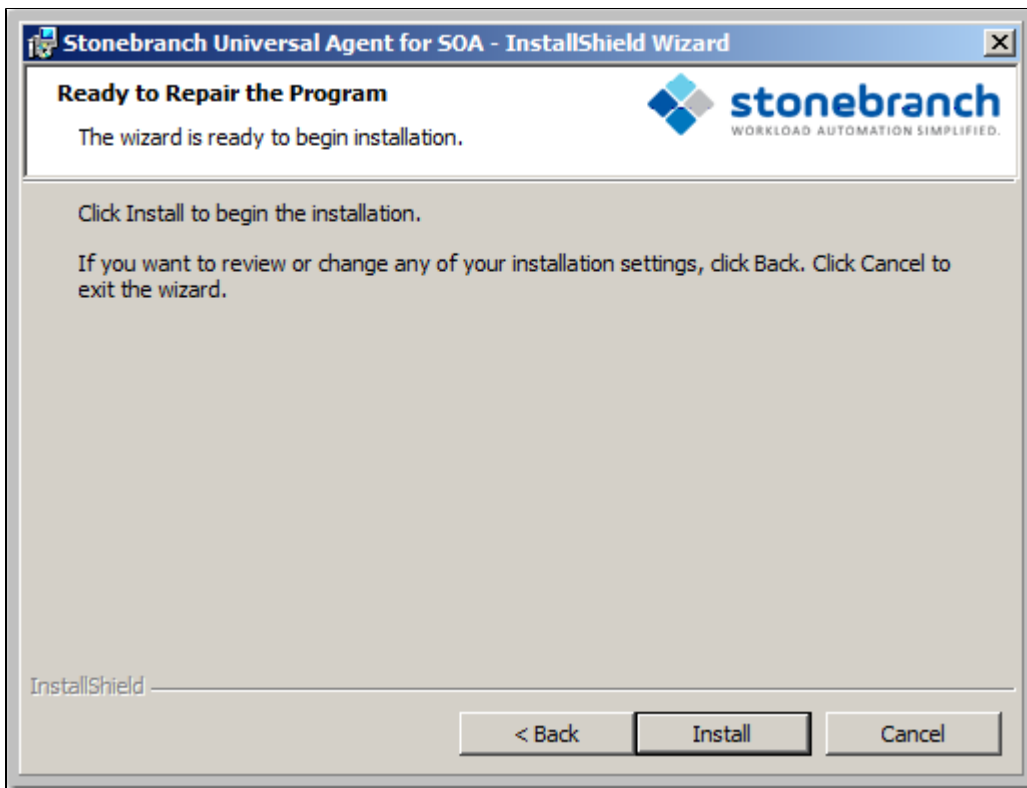 Stonebranch Universal Agent for SOA - InstallShield Wizard
Ready to Repair the Program
The wizard is ready to begin installation.
stonebranch
WORKLOAD AUTOMATION SIMPLIFIED.
Click Install to begin the installation.
If you want to review or change any of your installation settings, click Back. Click Cancel to
exit the wizard.
InstallShield
< Back
Install
Cancel